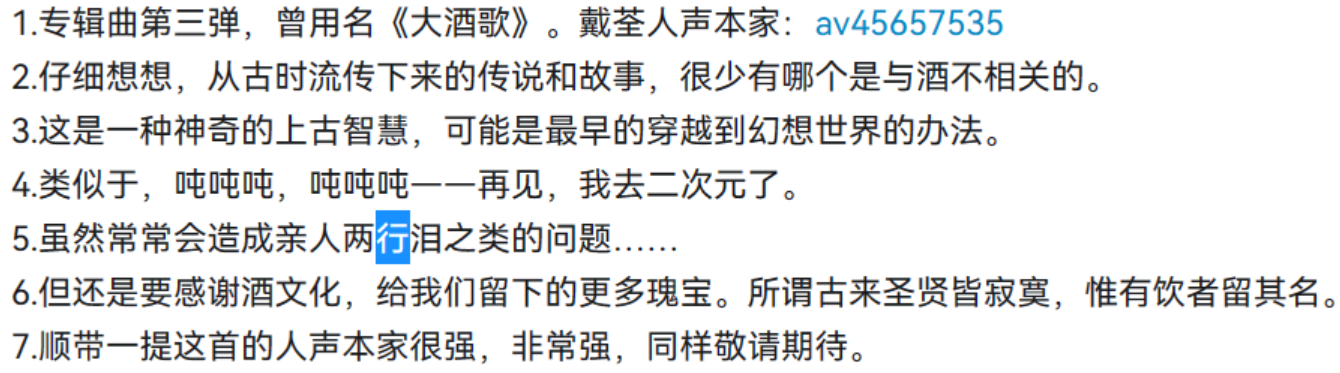 1.专辑曲第三弹，曾用名《大酒歌》。戴荃人声本家：av45657535
2.仔细想想，从古时流传下来的传说和故事，很少有哪个是与酒不相关的。
3.这是一种神奇的上古智慧，可能是最早的穿越到幻想世界的办法。
4.类似于，吨吨吨，吨吨吨——再见，我去二次元了。
5.虽然常常会造成亲人两行泪之类的问题……
6.但还是要感谢酒文化，给我们留下的更多瑰宝。所谓古来圣贤皆寂寞，惟有饮者留其名。
7.顺带一提这首的人声本家很强，非常强，同样敬请期待。